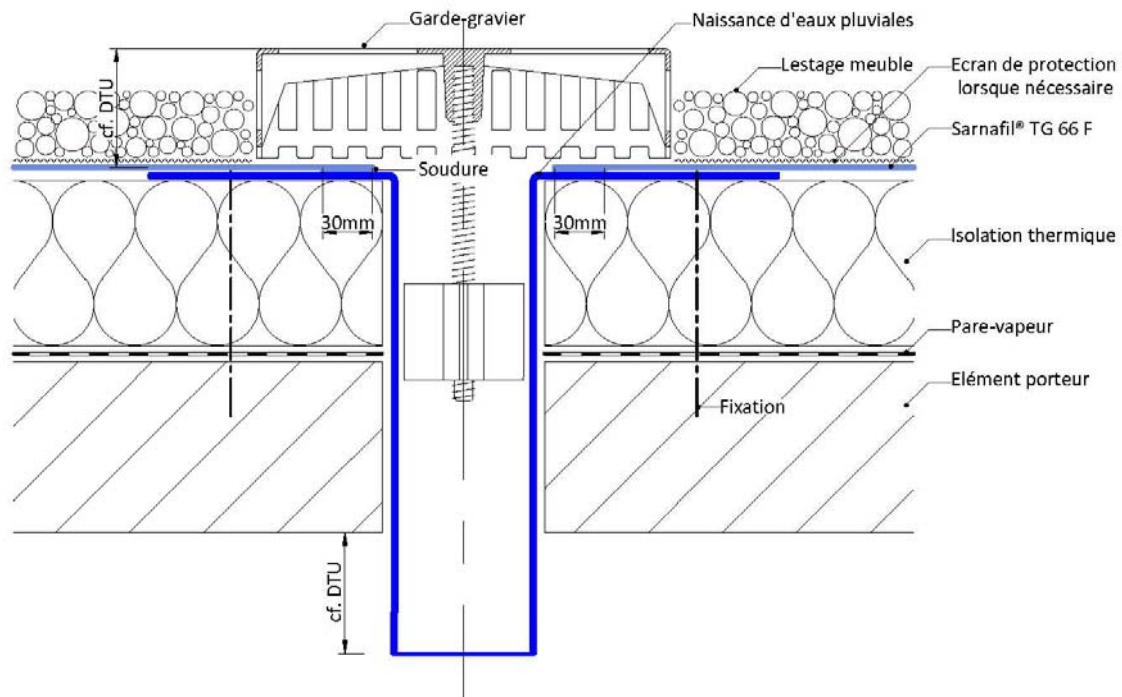 Garde-gravier
Naissance d'eaux pluviales
Lestage meuble
Ecran de protection
lorsque nécessaire
Sarnafil® TG 66 F
cf. DTU
Soudure
30mm
30mm
Isolation thermique
Pare-vapeur
Elément porteur
Fixation
cf. DTU